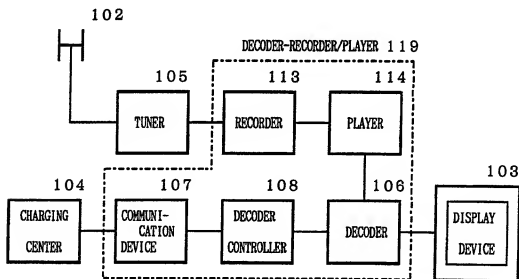 102
DECODER-RECORDER/PLAYER 119
105
113
114
TUNER
RECORDER
PLAYER
104
107
108
106
103
CHARGING
CENTER
COMMUNI-
CATION
DEVICE
DECODER
CONTROLLER
DECODER
DISPLAY
DEVICE